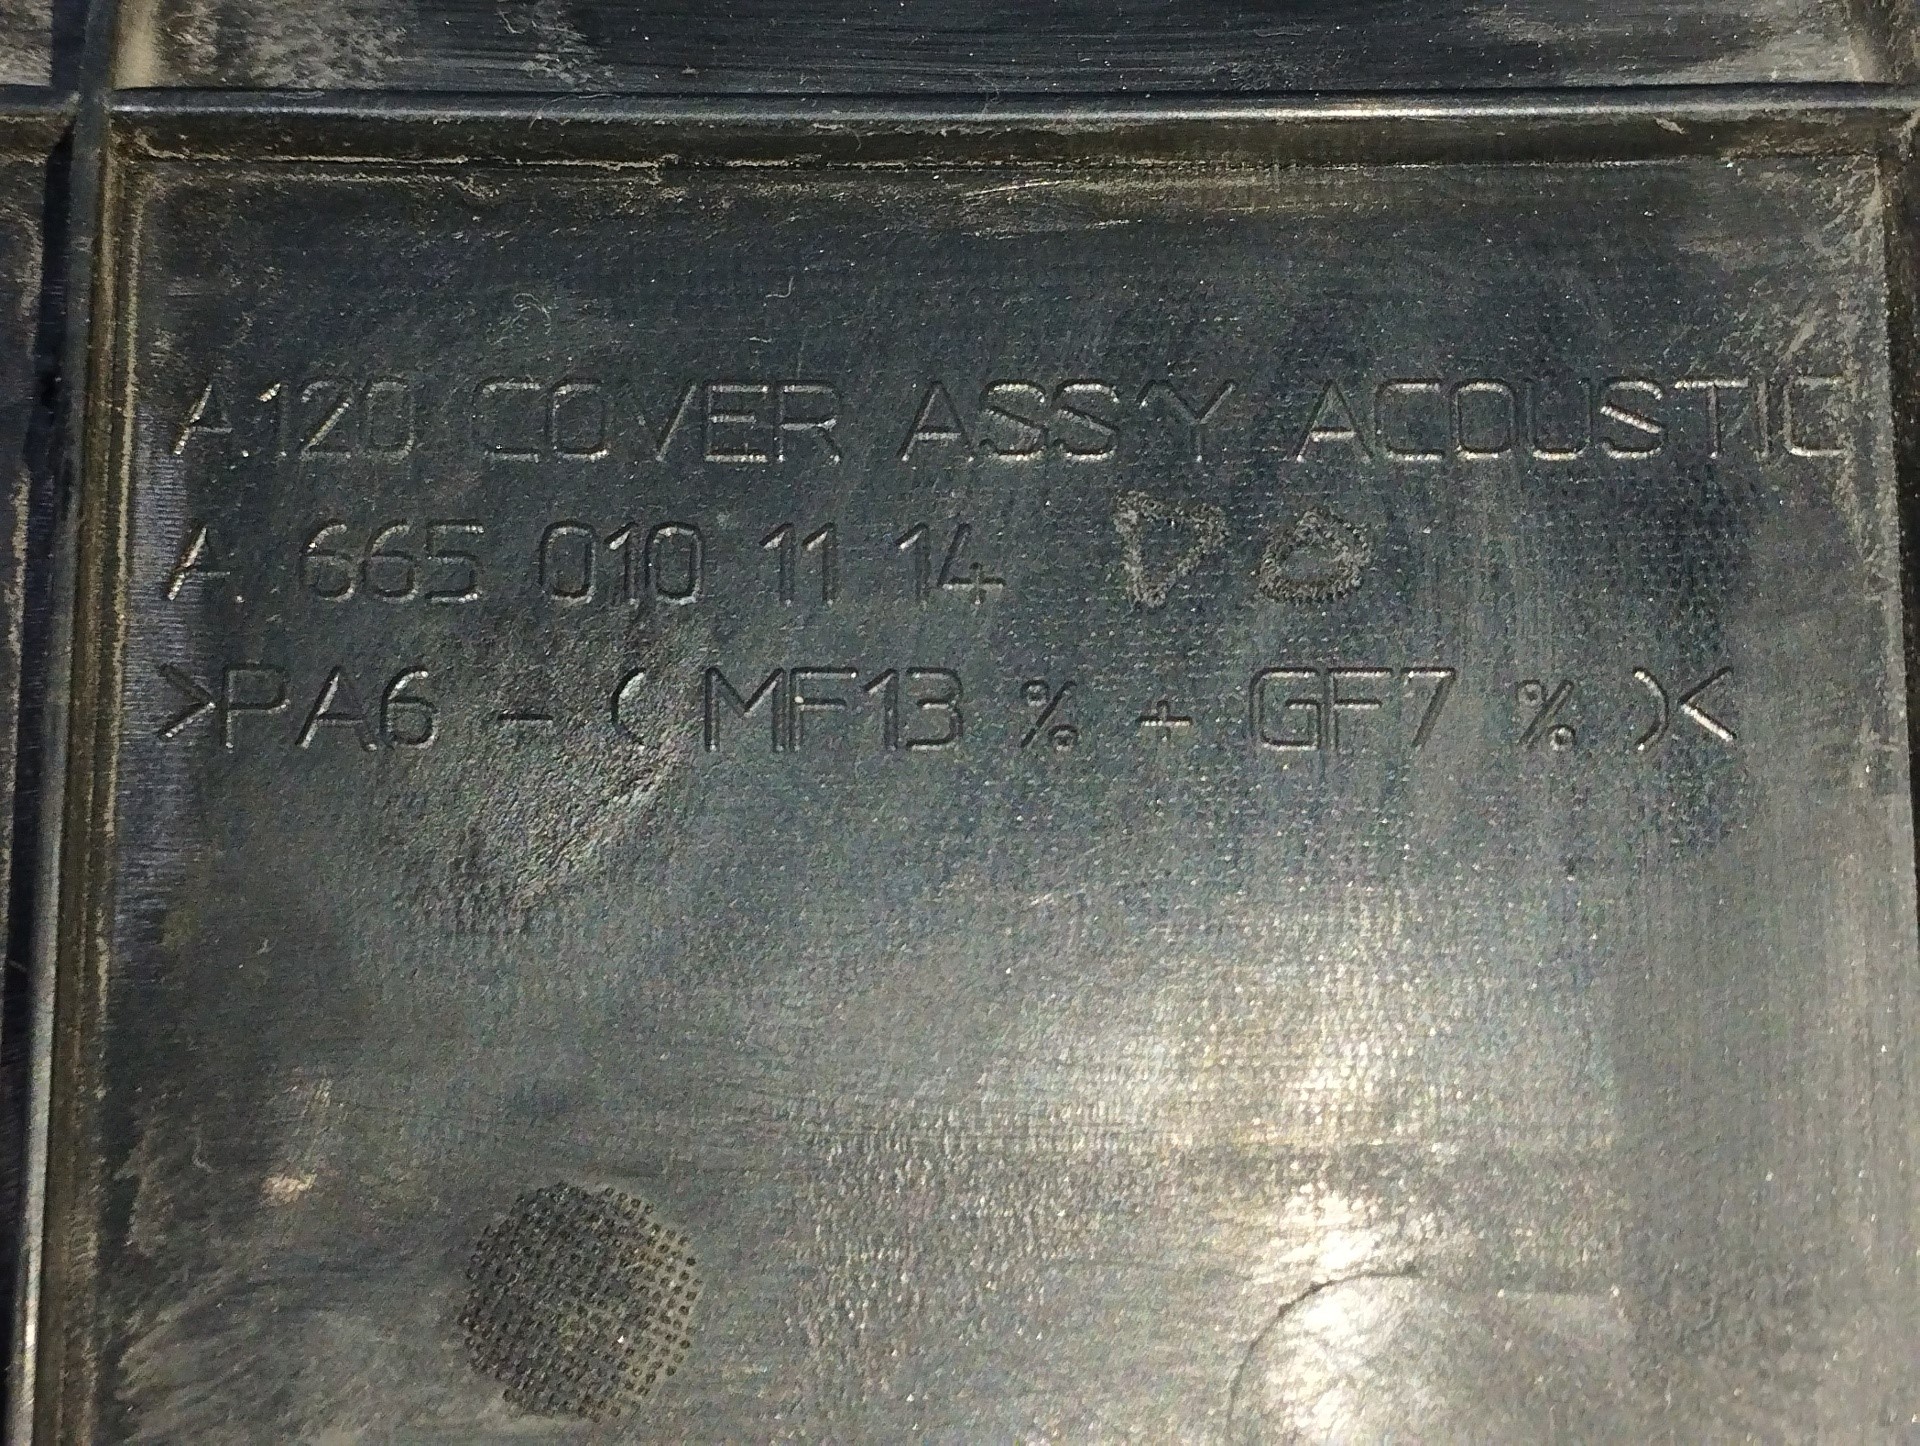 A120 COVER ASS'Y ACOUSTIC
A 665 010 11 14
>PA6 - ( MF13 % + GF7 % )<